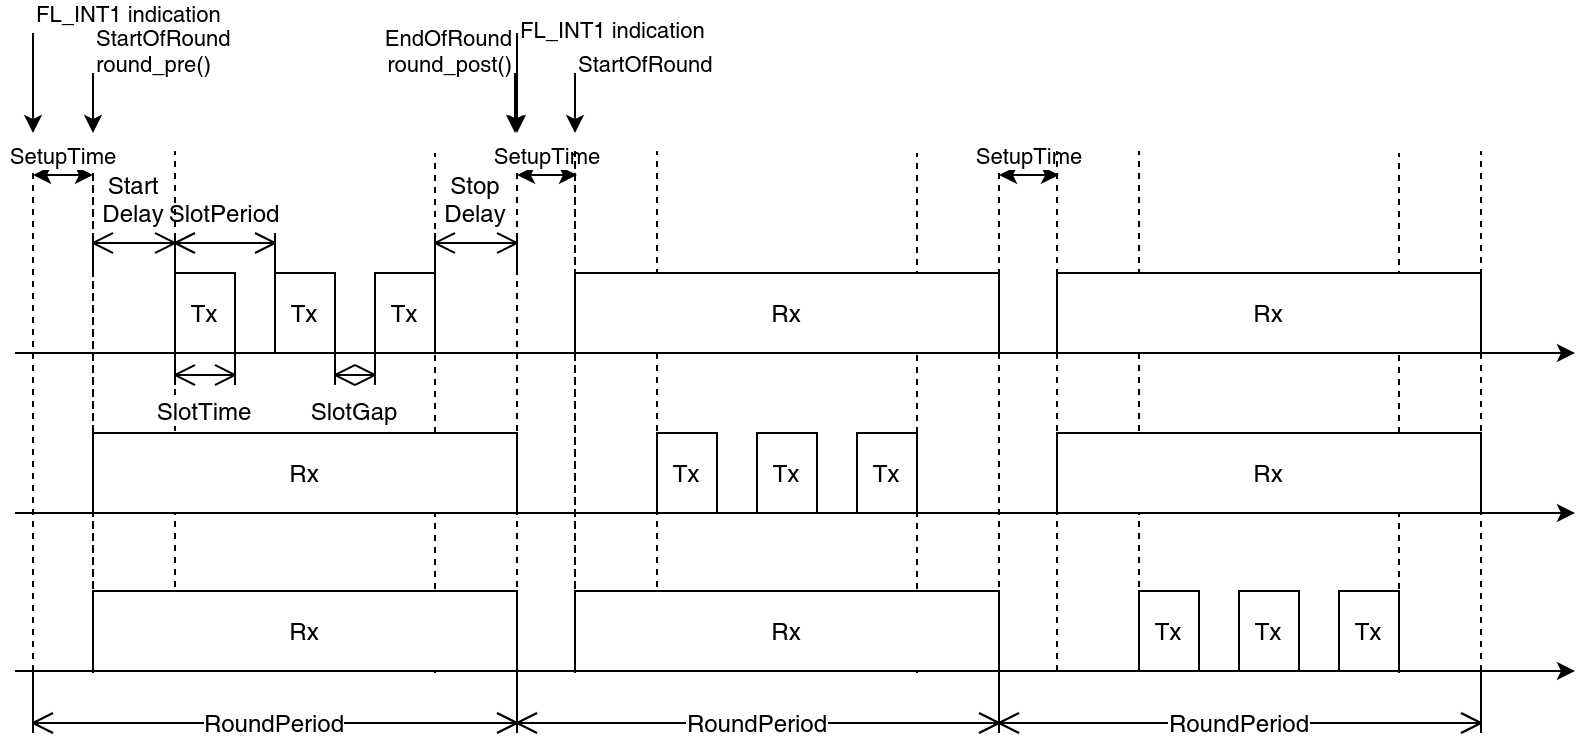 FL_INT1 indication
StartOfRound
round_pre()
EndOfRound
round_post()
FL_INT1 indication
StartOfRound
SetupTime
SetupTime
SetupTime
Start
Delay
SlotPeriod
Stop
Delay
Tx
Tx
Tx
Rx
Rx
SlotTime
SlotGap
Rx
Tx
Tx
Tx
Rx
Rx
Rx
Tx
Tx
Tx
RoundPeriod
RoundPeriod
RoundPeriod